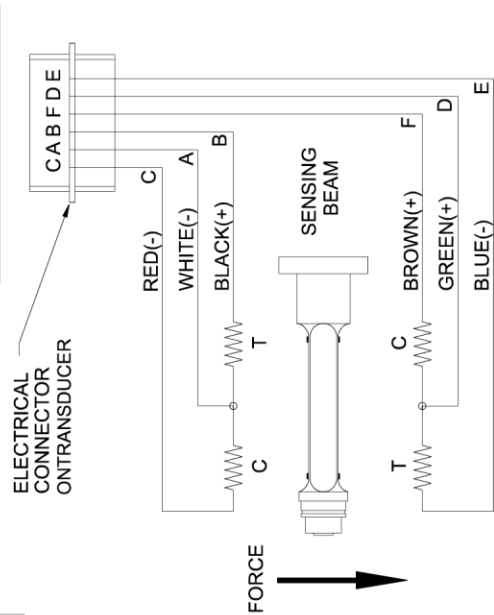 ELECTRICAL
CONNECTOR
ONTRANSDUCER
C A B F D E
C
A
B
F
D
E
RED(-)
WHITE(-)
BLACK(+)
SENSING
BEAM
BROWN(+)
GREEN(+)
BLUE(-)
T
C
C
T
FORCE